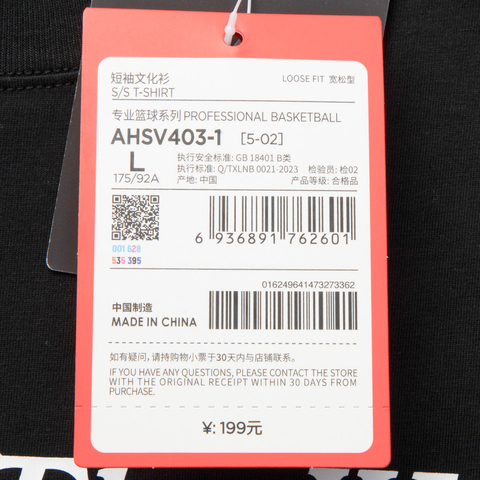 短袖文化衫 LOOSE FIT 宽松型
S/S T-SHIRT
专业篮球系列 PROFESSIONAL BASKETBALL
AHSV403-1 [5-02]
L 执行安全标准: GB 18401 B类
执行标准: Q/TXLNB 0021-2023 检验员: 检02
175/92A 产地: 中国 产品等级: 合格品
6 936891 762601
001 628
535 395
016249641473273362
中国制造
MADE IN CHINA
如有疑问，请持购物小票于30天内与店铺联系。
IF YOU HAVE ANY QUESTIONS, PLEASE CONTACT THE STORE
WITH THE ORIGINAL RECEIPT WITHIN 30 DAYS FROM
PURCHASE.
¥: 199元